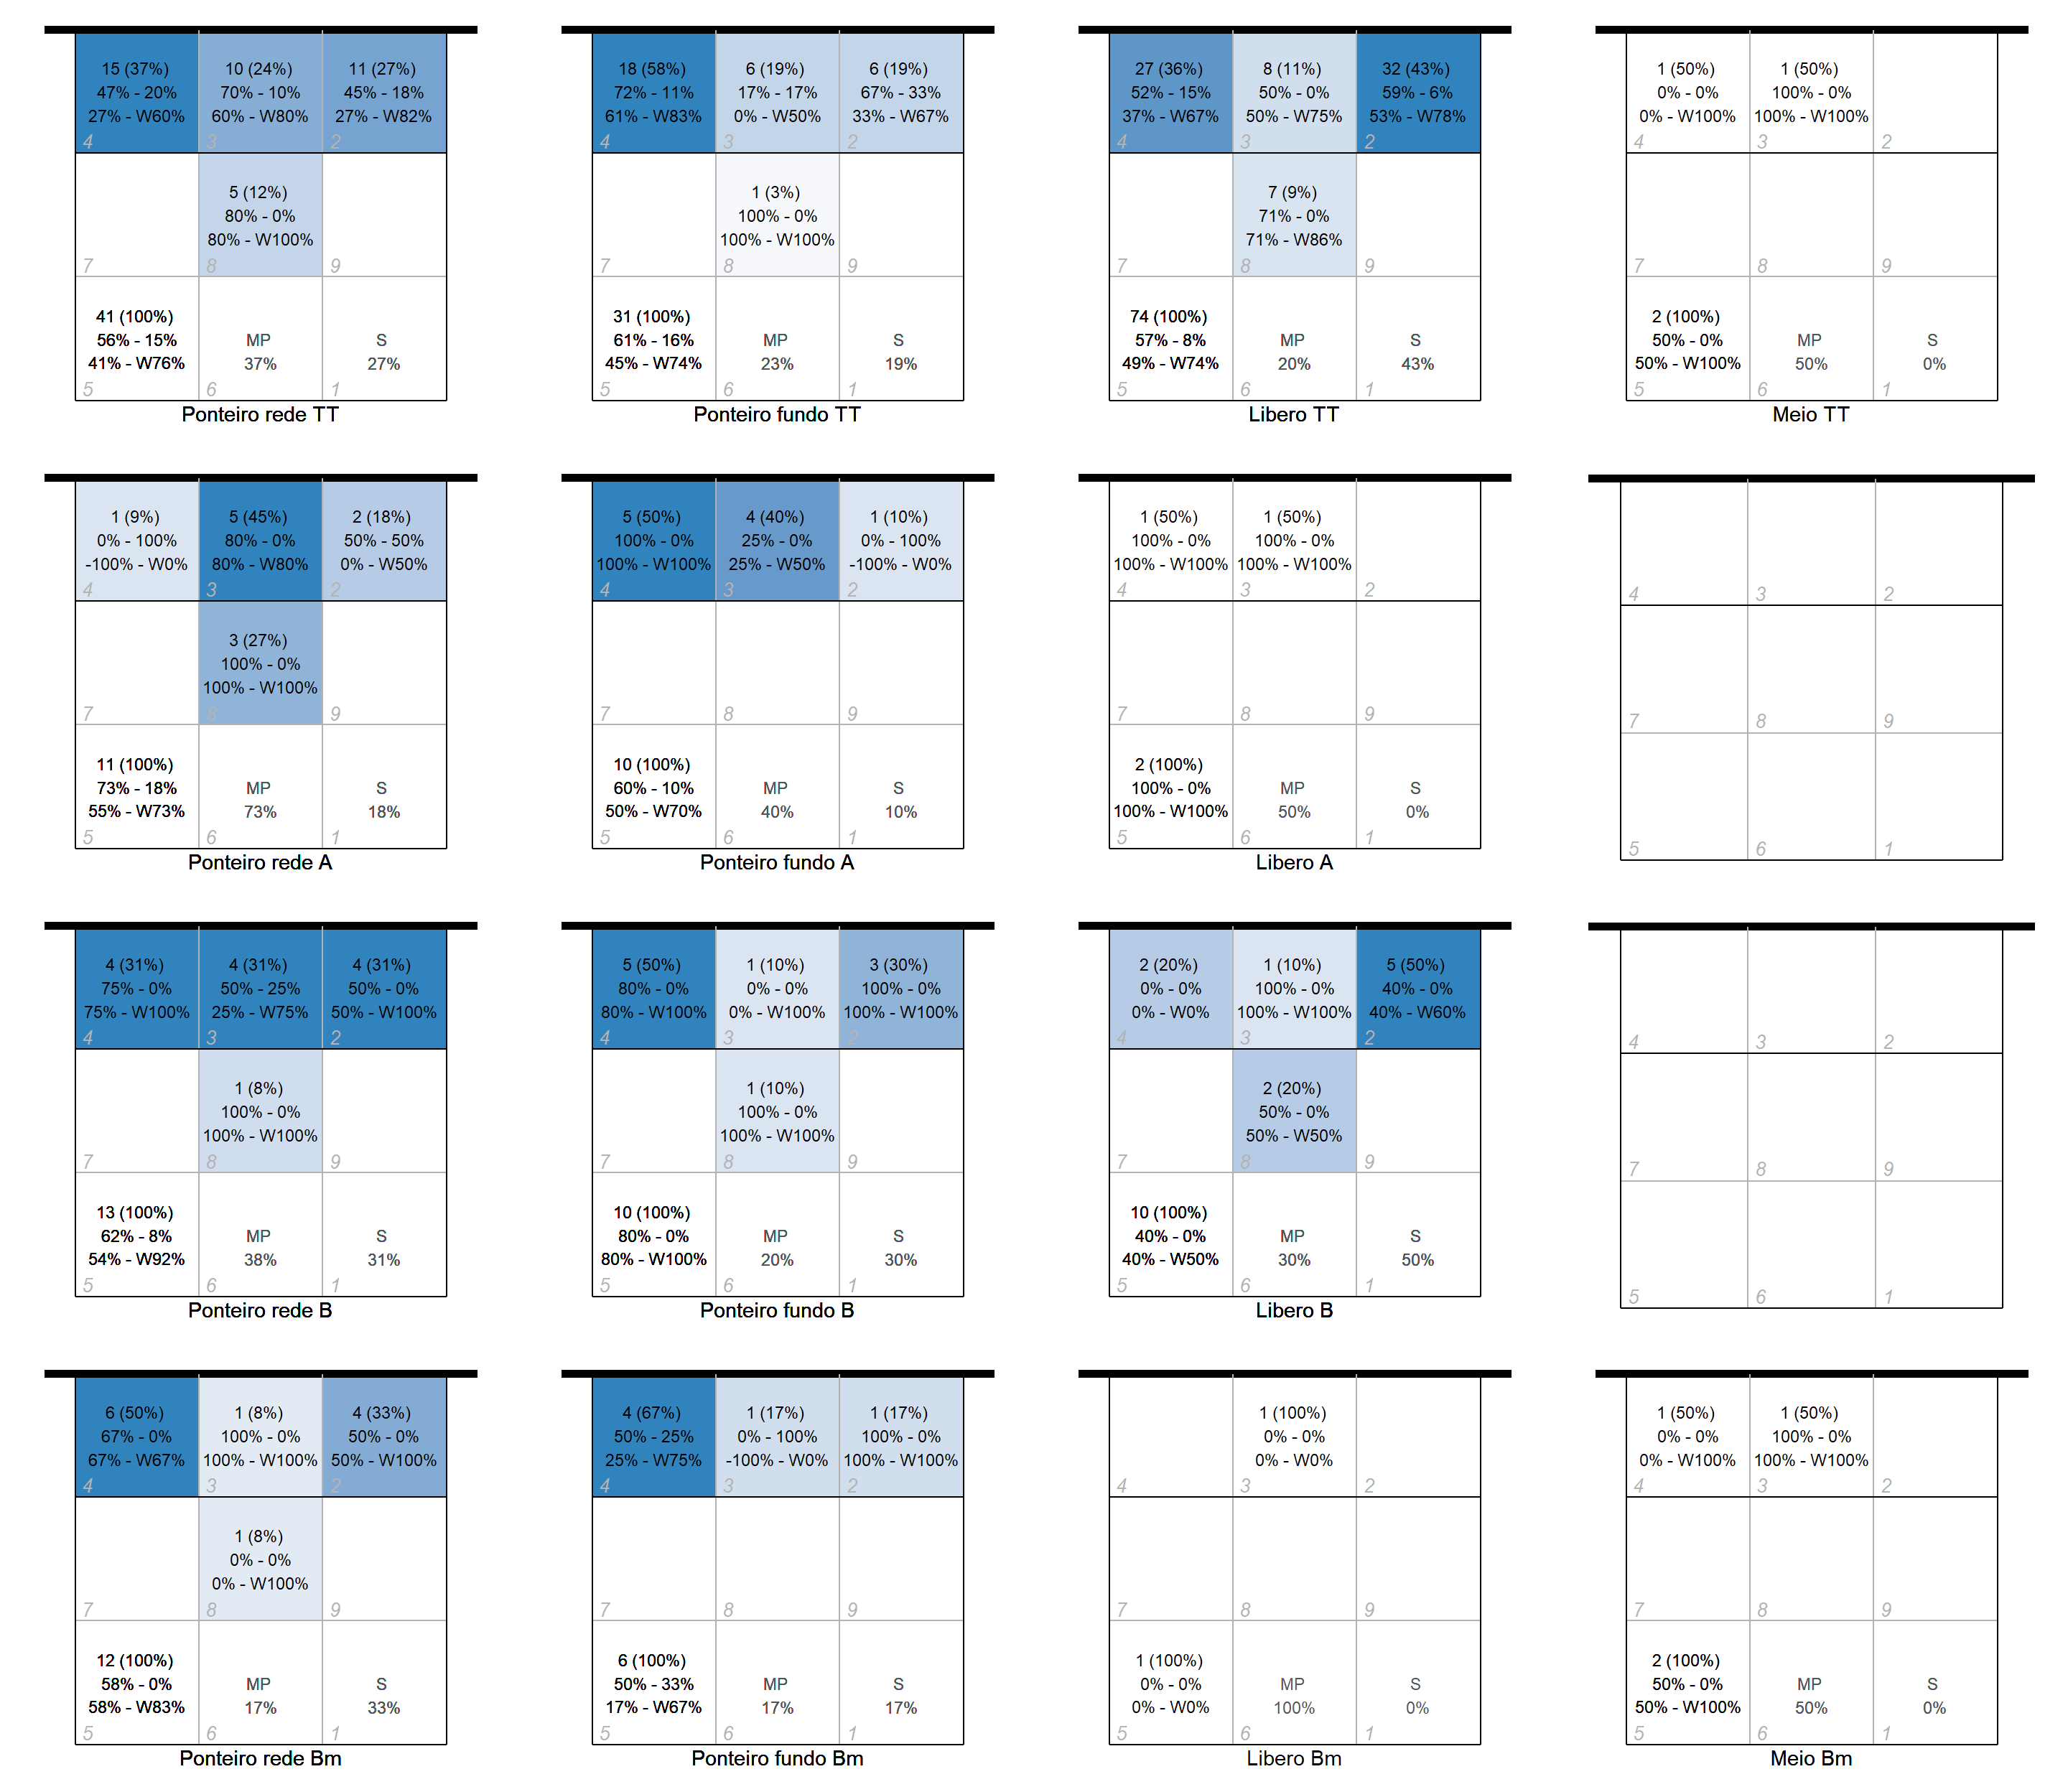 15 (37%)
47% - 20%
27% - W60%
4
10 (24%)
70% - 10%
60% - W80%
3
11 (27%)
45% - 18%
27% - W82%
2
7
5 (12%)
80% - 0%
80% - W100%
8
9
41 (100%)
56% - 15%
41% - W76%
5
MP
37%
6
S
27%
1
Ponteiro rede TT
18 (58%)
72% - 11%
61% - W83%
4
6 (19%)
17% - 17%
0% - W50%
3
6 (19%)
67% - 33%
33% - W67%
2
7
1 (3%)
100% - 0%
100% - W100%
8
9
31 (100%)
61% - 16%
45% - W74%
5
MP
23%
6
S
19%
1
Ponteiro fundo TT
27 (36%)
52% - 15%
37% - W67%
4
8 (11%)
50% - 0%
50% - W75%
3
32 (43%)
59% - 6%
53% - W78%
2
7
7 (9%)
71% - 0%
71% - W86%
8
9
74 (100%)
57% - 8%
49% - W74%
5
MP
20%
6
S
43%
1
Libero TT
1 (50%)
0% - 0%
0% - W100%
4
1 (50%)
100% - 0%
100% - W100%
3
2
7
8
9
2 (100%)
50% - 0%
50% - W100%
5
MP
50%
6
S
0%
1
Meio TT
1 (9%)
0% - 100%
-100% - W0%
4
5 (45%)
80% - 0%
80% - W80%
3
2 (18%)
50% - 50%
0% - W50%
2
7
3 (27%)
100% - 0%
100% - W100%
8
9
11 (100%)
73% - 18%
55% - W73%
5
MP
73%
6
S
18%
1
Ponteiro rede A
5 (50%)
100% - 0%
100% - W100%
4
4 (40%)
25% - 0%
25% - W50%
3
1 (10%)
0% - 100%
-100% - W0%
2
7
8
9
10 (100%)
60% - 10%
50% - W70%
5
MP
40%
6
S
10%
1
Ponteiro fundo A
1 (50%)
100% - 0%
100% - W100%
4
1 (50%)
100% - 0%
100% - W100%
3
2
7
8
9
2 (100%)
100% - 0%
100% - W100%
5
MP
50%
6
S
0%
1
Libero A
4
3
2
7
8
9
5
6
1
4 (31%)
75% - 0%
75% - W100%
4
4 (31%)
50% - 25%
25% - W75%
3
4 (31%)
50% - 0%
50% - W100%
2
7
1 (8%)
100% - 0%
100% - W100%
8
9
13 (100%)
62% - 8%
54% - W92%
5
MP
38%
6
S
31%
1
Ponteiro rede B
5 (50%)
80% - 0%
80% - W100%
4
1 (10%)
0% - 0%
0% - W100%
3
3 (30%)
100% - 0%
100% - W100%
2
7
1 (10%)
100% - 0%
100% - W100%
8
9
10 (100%)
80% - 0%
80% - W100%
5
MP
20%
6
S
30%
1
Ponteiro fundo B
2 (20%)
0% - 0%
0% - W0%
4
1 (10%)
100% - 0%
100% - W100%
3
5 (50%)
40% - 0%
40% - W60%
2
7
2 (20%)
50% - 0%
50% - W50%
8
9
10 (100%)
40% - 0%
40% - W50%
5
MP
30%
6
S
50%
1
Libero B
4
3
2
7
8
9
5
6
1
6 (50%)
67% - 0%
67% - W67%
4
1 (8%)
100% - 0%
100% - W100%
3
4 (33%)
50% - 0%
50% - W100%
2
7
1 (8%)
0% - 0%
0% - W100%
8
9
12 (100%)
58% - 0%
58% - W83%
5
MP
17%
6
S
33%
1
Ponteiro rede Bm
4 (67%)
50% - 25%
25% - W75%
4
1 (17%)
0% - 100%
-100% - W0%
3
1 (17%)
100% - 0%
100% - W100%
2
7
8
9
6 (100%)
50% - 33%
17% - W67%
5
MP
17%
6
S
17%
1
Ponteiro fundo Bm
4
1 (100%)
0% - 0%
0% - W0%
3
2
7
8
9
1 (100%)
0% - 0%
0% - W0%
5
MP
100%
6
S
0%
1
Libero Bm
1 (50%)
0% - 0%
0% - W100%
4
1 (50%)
100% - 0%
100% - W100%
3
2
7
8
9
2 (100%)
50% - 0%
50% - W100%
5
MP
50%
6
S
0%
1
Meio Bm